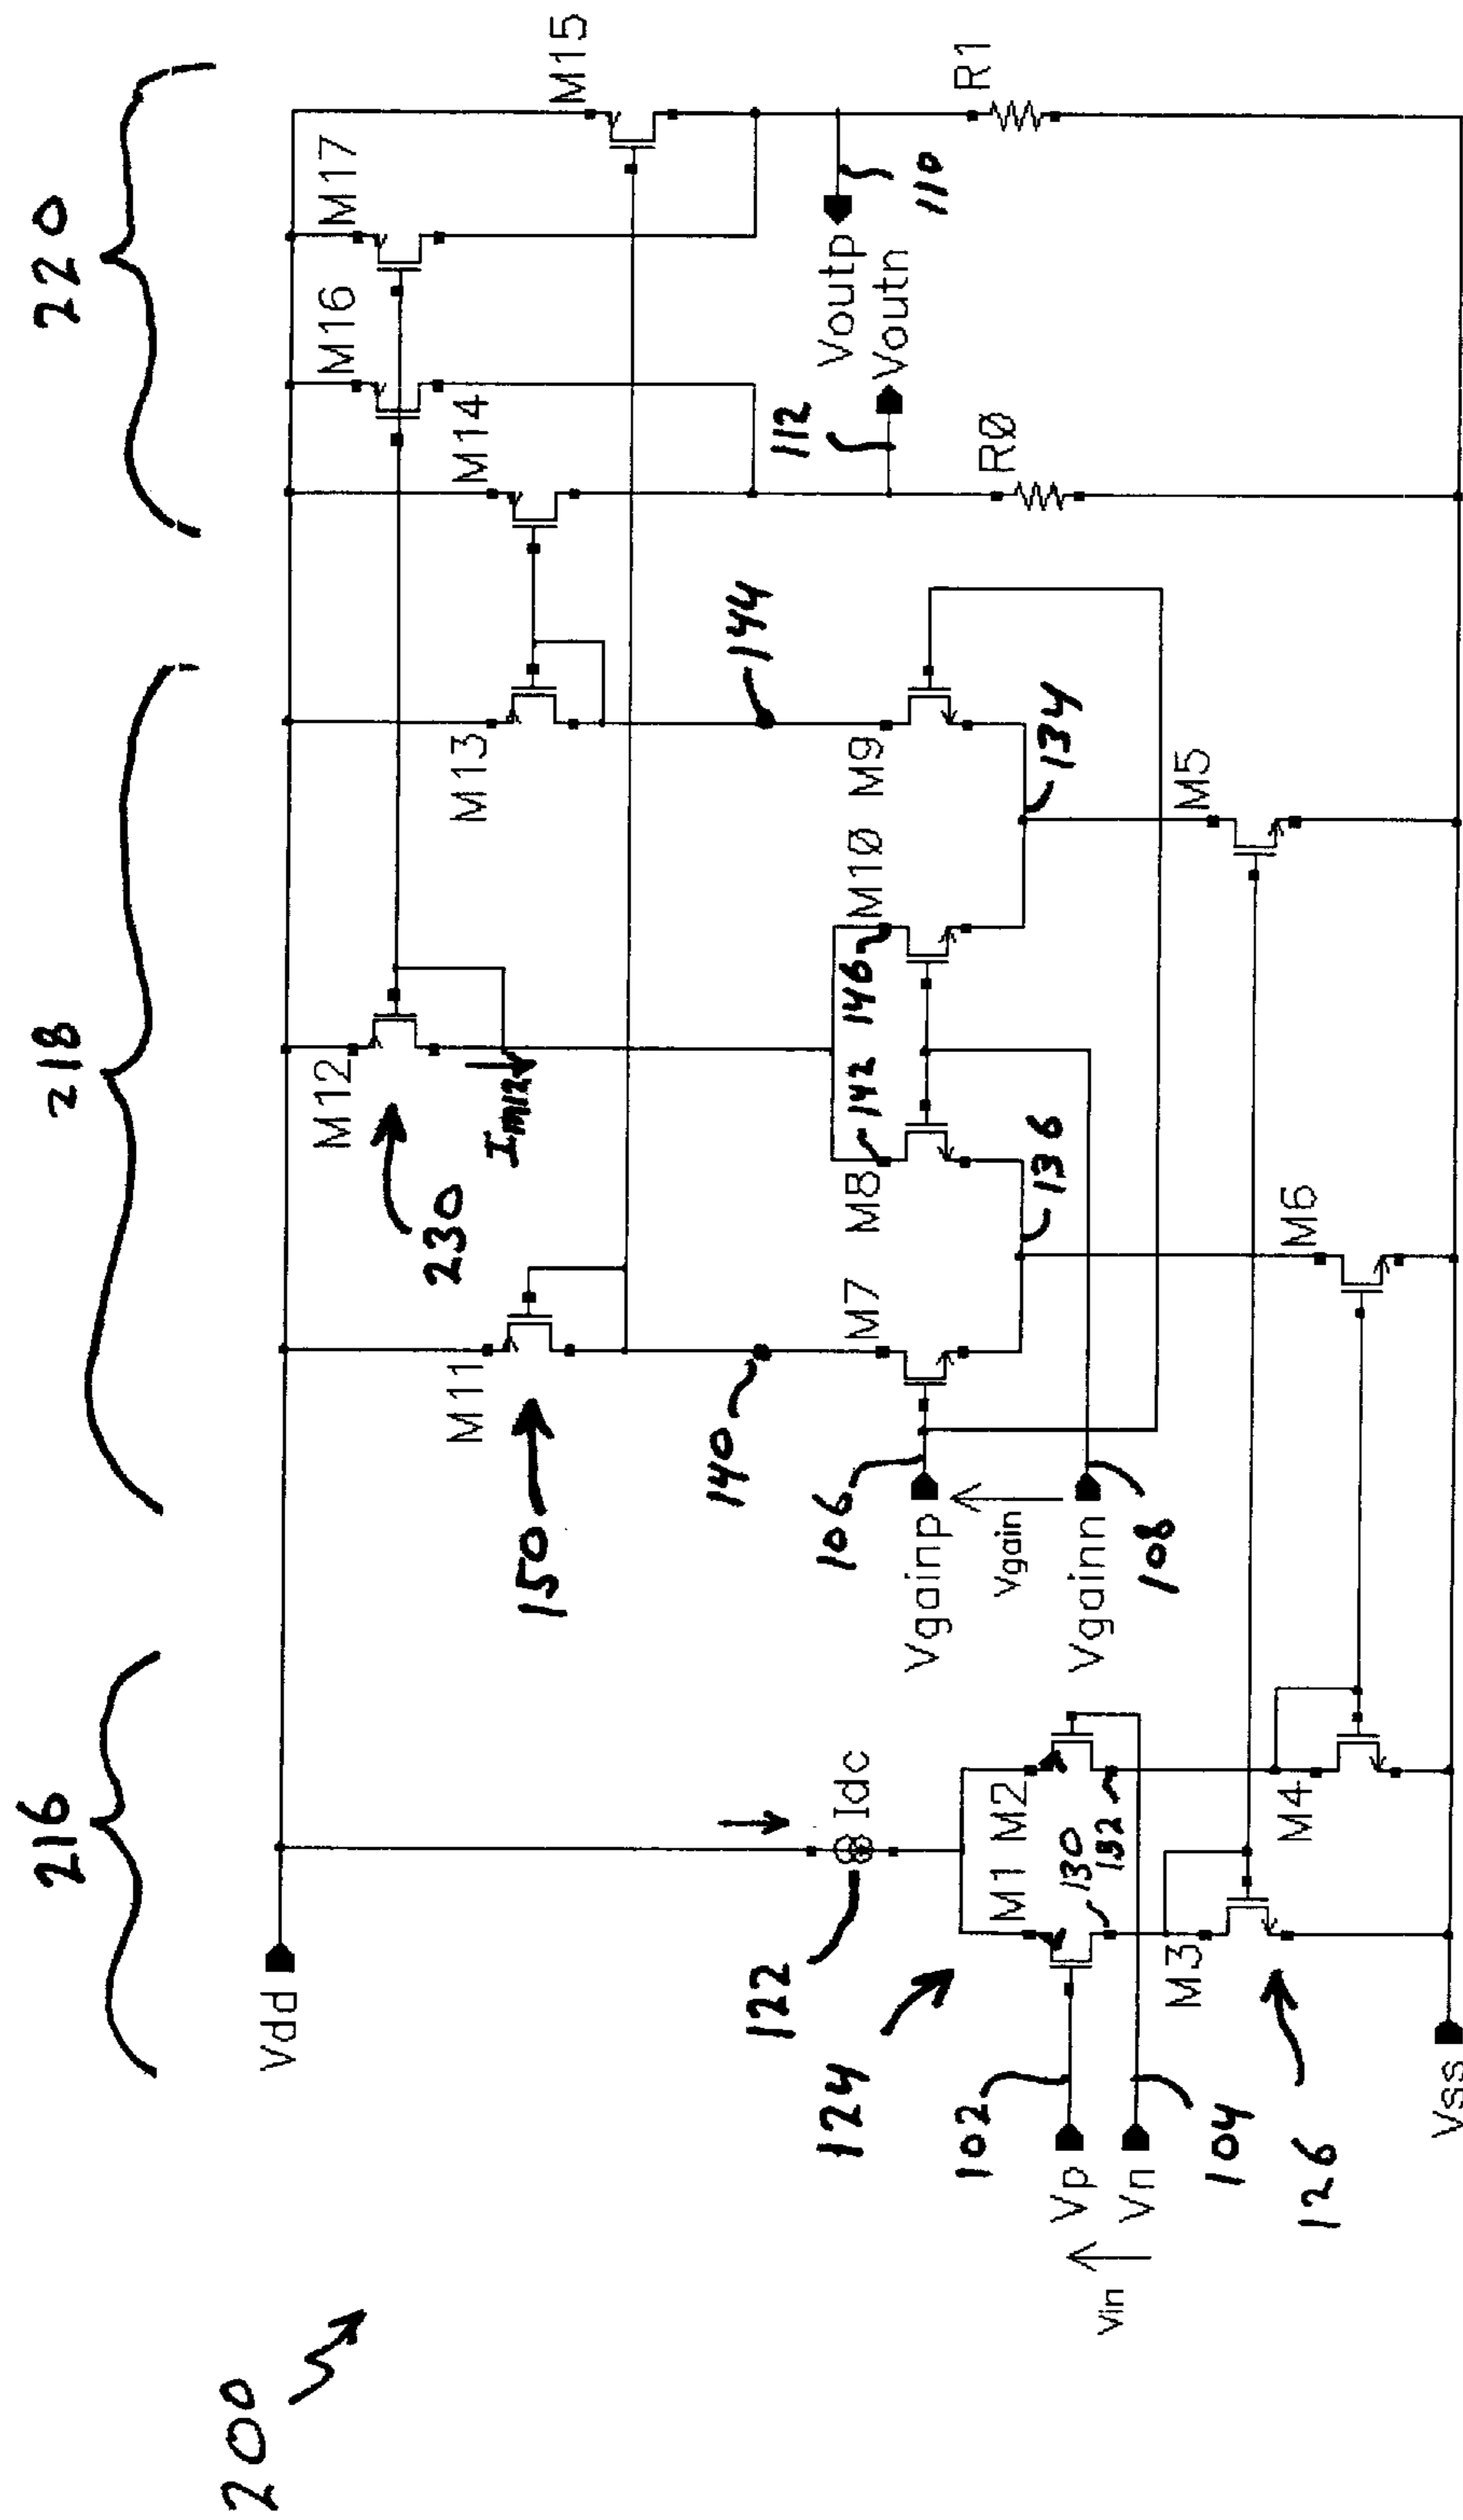 200
216
218
220
Vdd
M12
M16
M17
230
Im12
M11
M13
M14
M15
150
140
144
112
110
122
Idc
106
Vgainp
M7
M8
142
146
M10
M9
Voutp
Voutn
124
102
M1
M2
130
132
Vgain
Vgainn
108
136
134
R0
R1
Vin
Vp
Vn
104
M3
M5
126
M4
M6
Vss